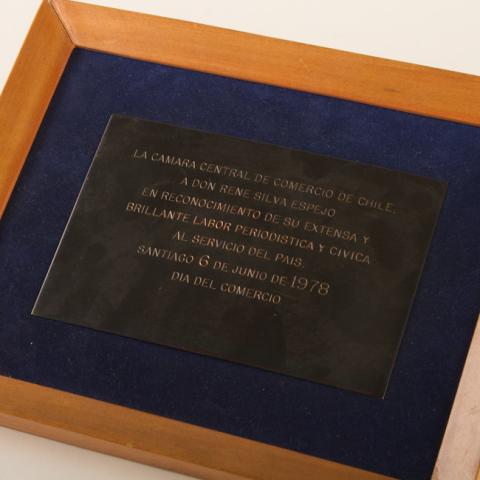 LA CAMARA CENTRAL DE COMERCIO DE CHILE,
A DON RENE SILVA ESPEJO
EN RECONOCIMIENTO DE SU EXTENSA Y
BRILLANTE LABOR PERIODISTICA Y CIVICA
AL SERVICIO DEL PAIS.
SANTIAGO 6 DE JUNIO DE 1978
DIA DEL COMERCIO